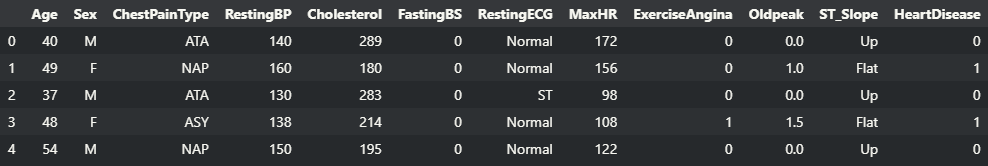 Age Sex ChestPainType RestingBP Cholesterol FastingBS RestingECG MaxHR ExerciseAngina Oldpeak ST_Slope HeartDisease
0 40 M ATA 140 289 0 Normal 172 0 0.0 Up 0
1 49 F NAP 160 180 0 Normal 156 0 1.0 Flat 1
2 37 M ATA 130 283 0 ST 98 0 0.0 Up 0
3 48 F ASY 138 214 0 Normal 108 1 1.5 Flat 1
4 54 M NAP 150 195 0 Normal 122 0 0.0 Up 0